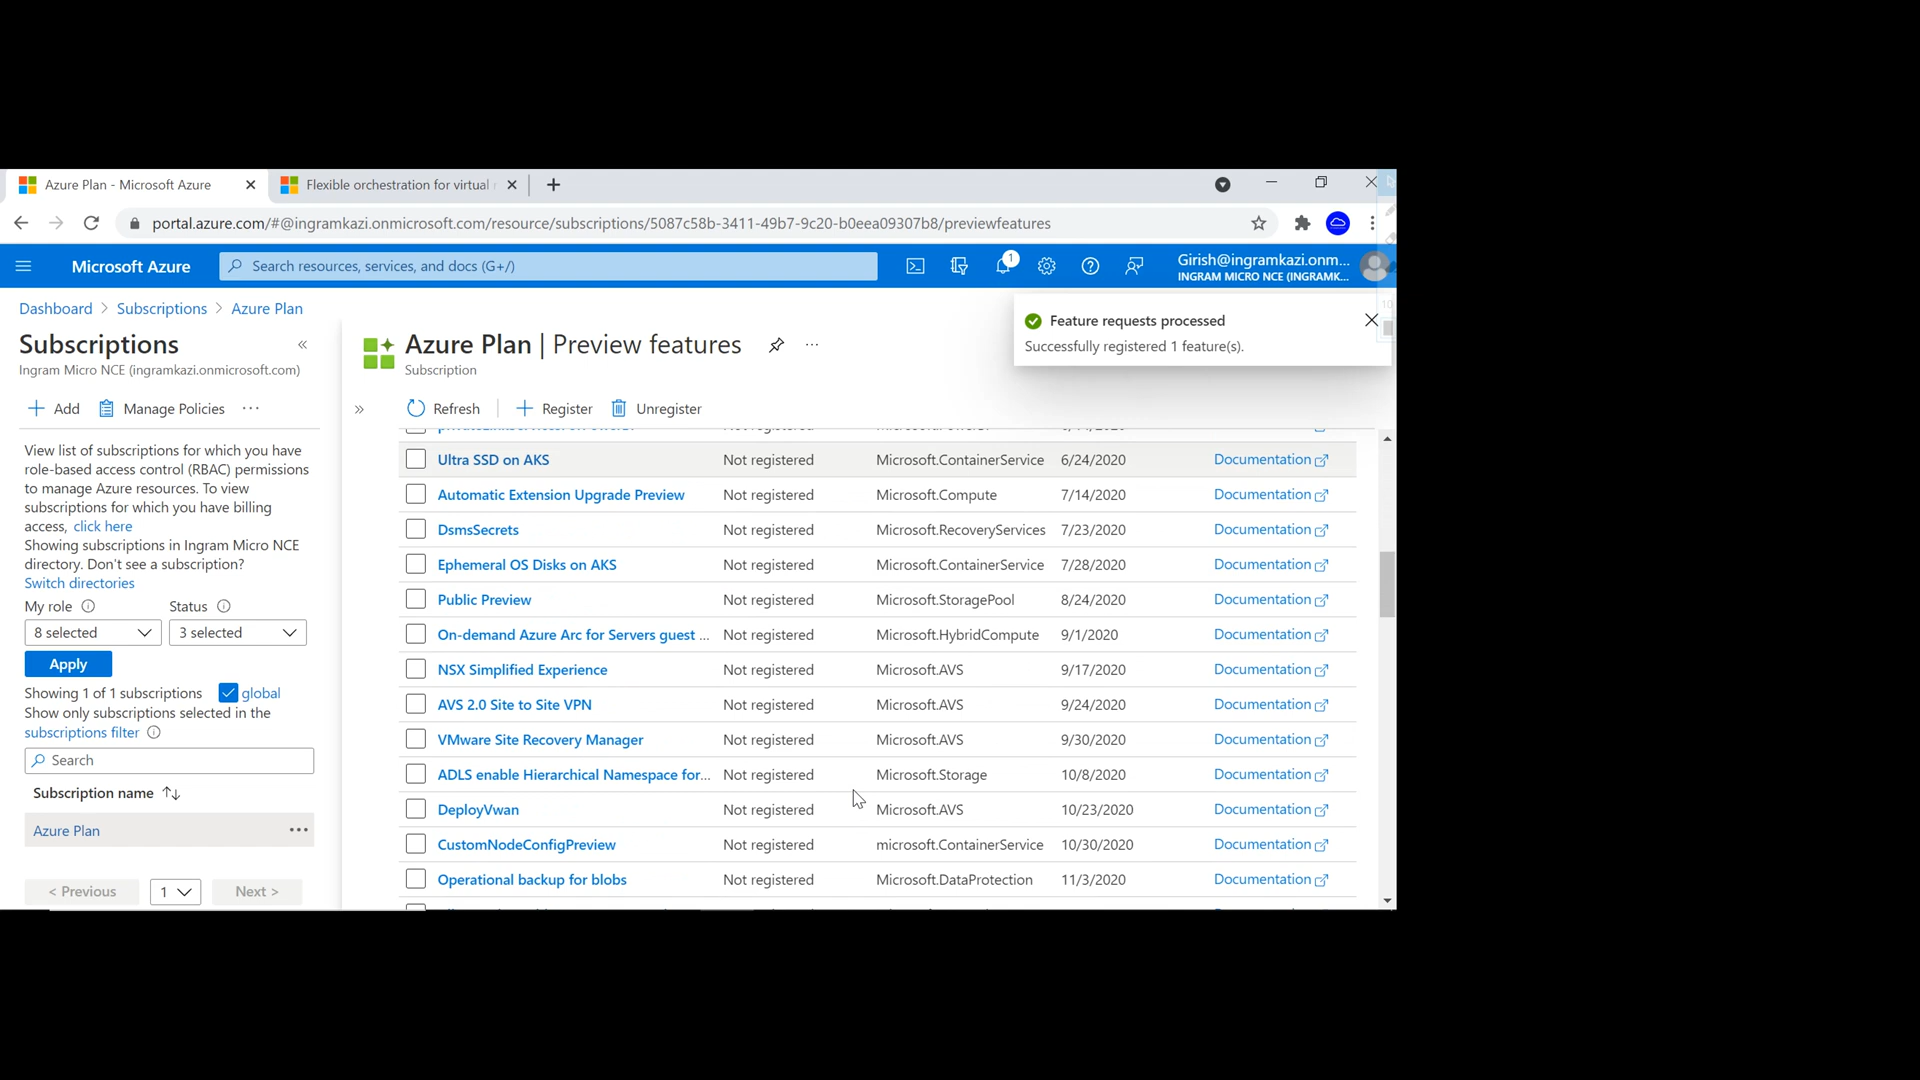 Azure Plan - Microsoft Azure
Flexible orchestration for virtual
portal.azure.com/#@ingramkazi.onmicrosoft.com/resource/subscriptions/5087c58b-3411-49b7-9c20-b0eea09307b8/previewfeatures
Microsoft Azure
Search resources, services, and docs (G+/)
1
Girish@ingramkazi.onm...
INGRAM MICRO NCE (INGRAMK...
Dashboard > Subscriptions > Azure Plan
Feature requests processed
Successfully registered 1 feature(s).
Subscriptions
Ingram Micro NCE (ingramkazi.onmicrosoft.com)
+ Add Manage Policies ...
View list of subscriptions for which you have
role-based access control (RBAC) permissions
to manage Azure resources. To view
subscriptions for which you have billing
access, click here
Showing subscriptions in Ingram Micro NCE
directory. Don't see a subscription?
Switch directories
My role Status
8 selected 3 selected
Apply
Showing 1 of 1 subscriptions global
Show only subscriptions selected in the
subscriptions filter
Search
Subscription name
Azure Plan ...
< Previous 1 Next >
Azure Plan | Preview features ...
Subscription
Refresh + Register Unregister
Ultra SSD on AKS Not registered Microsoft.ContainerService 6/24/2020 Documentation
Automatic Extension Upgrade Preview Not registered Microsoft.Compute 7/14/2020 Documentation
DsmsSecrets Not registered Microsoft.RecoveryServices 7/23/2020 Documentation
Ephemeral OS Disks on AKS Not registered Microsoft.ContainerService 7/28/2020 Documentation
Public Preview Not registered Microsoft.StoragePool 8/24/2020 Documentation
On-demand Azure Arc for Servers guest ... Not registered Microsoft.HybridCompute 9/1/2020 Documentation
NSX Simplified Experience Not registered Microsoft.AVS 9/17/2020 Documentation
AVS 2.0 Site to Site VPN Not registered Microsoft.AVS 9/24/2020 Documentation
VMware Site Recovery Manager Not registered Microsoft.AVS 9/30/2020 Documentation
ADLS enable Hierarchical Namespace for... Not registered Microsoft.Storage 10/8/2020 Documentation
DeployVwan Not registered Microsoft.AVS 10/23/2020 Documentation
CustomNodeConfigPreview Not registered microsoft.ContainerService 10/30/2020 Documentation
Operational backup for blobs Not registered Microsoft.DataProtection 11/3/2020 Documentation